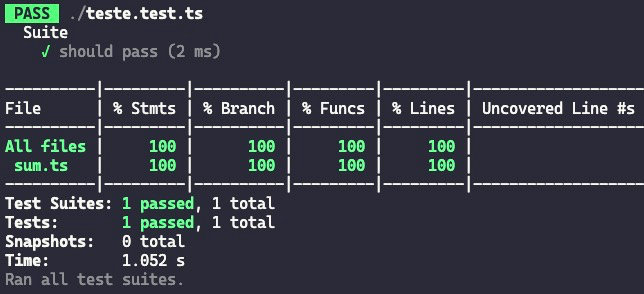 PASS ./teste.test.ts
Suite
✓ should pass (2 ms)
----------|---------|----------|---------|---------|-------------------
File      | % Stmts | % Branch | % Funcs | % Lines | Uncovered Line #s
----------|---------|----------|---------|---------|-------------------
All files |     100 |      100 |     100 |     100 |
 sum.ts   |     100 |      100 |     100 |     100 |
----------|---------|----------|---------|---------|-------------------
Test Suites: 1 passed, 1 total
Tests:       1 passed, 1 total
Snapshots:   0 total
Time:        1.052 s
Ran all test suites.